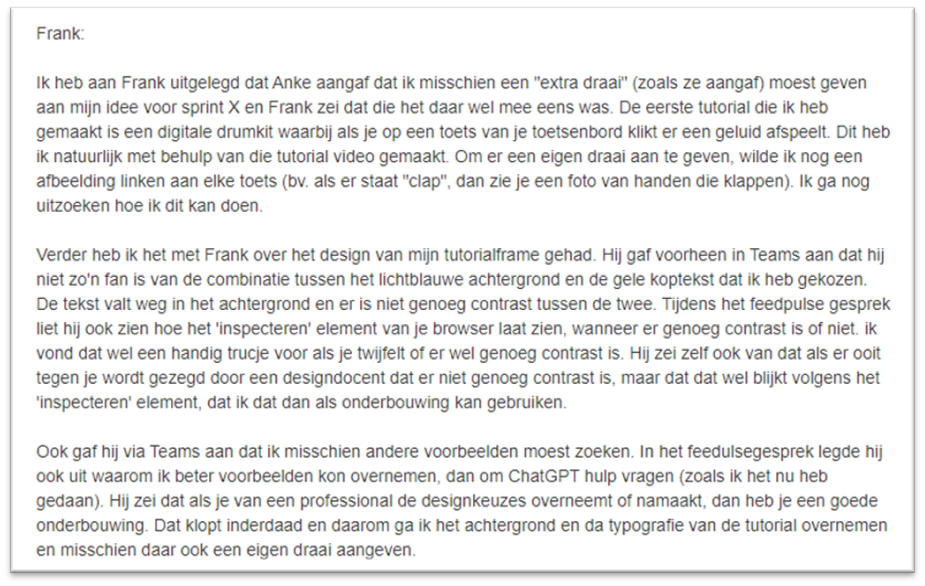 Frank:
Ik heb aan Frank uitgelegd dat Anke aangaf dat ik misschien een "extra draai" (zoals ze aangaf) moest geven
aan mijn idee voor sprint X en Frank zei dat die het daar wel mee eens was. De eerste tutorial die ik heb
gemaakt is een digitale drumkit waarbij als je op een toets van je toetsenbord klikt er een geluid afspeelt. Dit heb
ik natuurlijk met behulp van die tutorial video gemaakt. Om er een eigen draai aan te geven, wilde ik nog een
afbeelding linken aan elke toets (bv. als er staat "clap", dan zie je een foto van handen die klappen). Ik ga nog
uitzoeken hoe ik dit kan doen.
Verder heb ik het met Frank over het design van mijn tutorialframe gehad. Hij gaf voorheen in Teams aan dat hij
niet zo'n fan is van de combinatie tussen het lichtblauwe achtergrond en de gele koptekst dat ik heb gekozen.
De tekst valt weg in het achtergrond en er is niet genoeg contrast tussen de twee. Tijdens het feedpulse gesprek
liet hij ook zien hoe het 'inspecteren' element van je browser laat zien, wanneer er genoeg contrast is of niet. ik
vond dat wel een handig trucje voor als je twijfelt of er wel genoeg contrast is. Hij zei zelf ook van dat als er ooit
tegen je wordt gezegd door een designdocent dat er niet genoeg contrast is, maar dat dat wel blijkt volgens het
'inspecteren' element, dat ik dat dan als onderbouwing kan gebruiken.
Ook gaf hij via Teams aan dat ik misschien andere voorbeelden moest zoeken. In het feedulsegesprek legde hij
ook uit waarom ik beter voorbeelden kon overnemen, dan om ChatGPT hulp vragen (zoals ik het nu heb
gedaan). Hij zei dat als je van een professional de designkeuzes overneemt of namaakt, dan heb je een goede
onderbouwing. Dat klopt inderdaad en daarom ga ik het achtergrond en da typografie van de tutorial overnemen
en misschien daar ook een eigen draai aangeven.